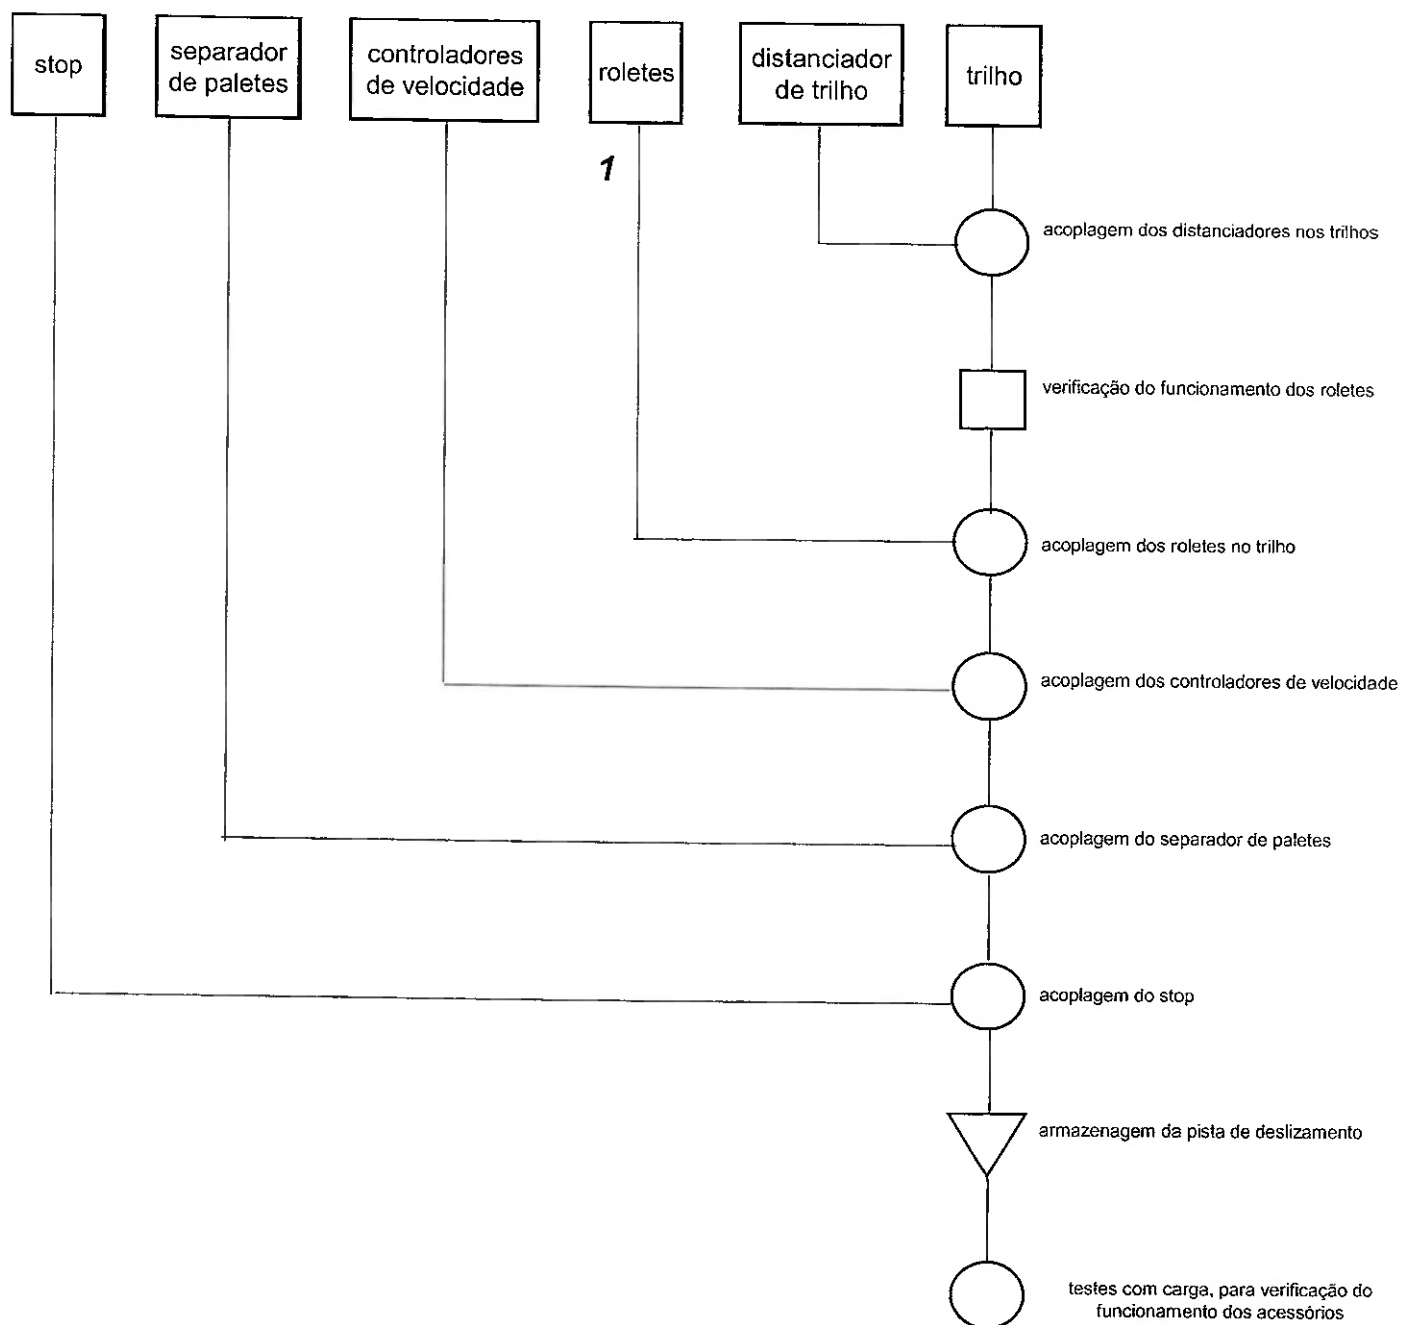 stop
separador
de paletes
controladores
de velocidade
roletes
distanciador
de trilho
trilho
1
acoplagem dos distanciadores nos trilhos
verificação do funcionamento dos roletes
acoplagem dos roletes no trilho
acoplagem dos controladores de velocidade
acoplagem do separador de paletes
acoplagem do stop
armazenagem da pista de deslizamento
testes com carga, para verificação do
funcionamento dos acessórios